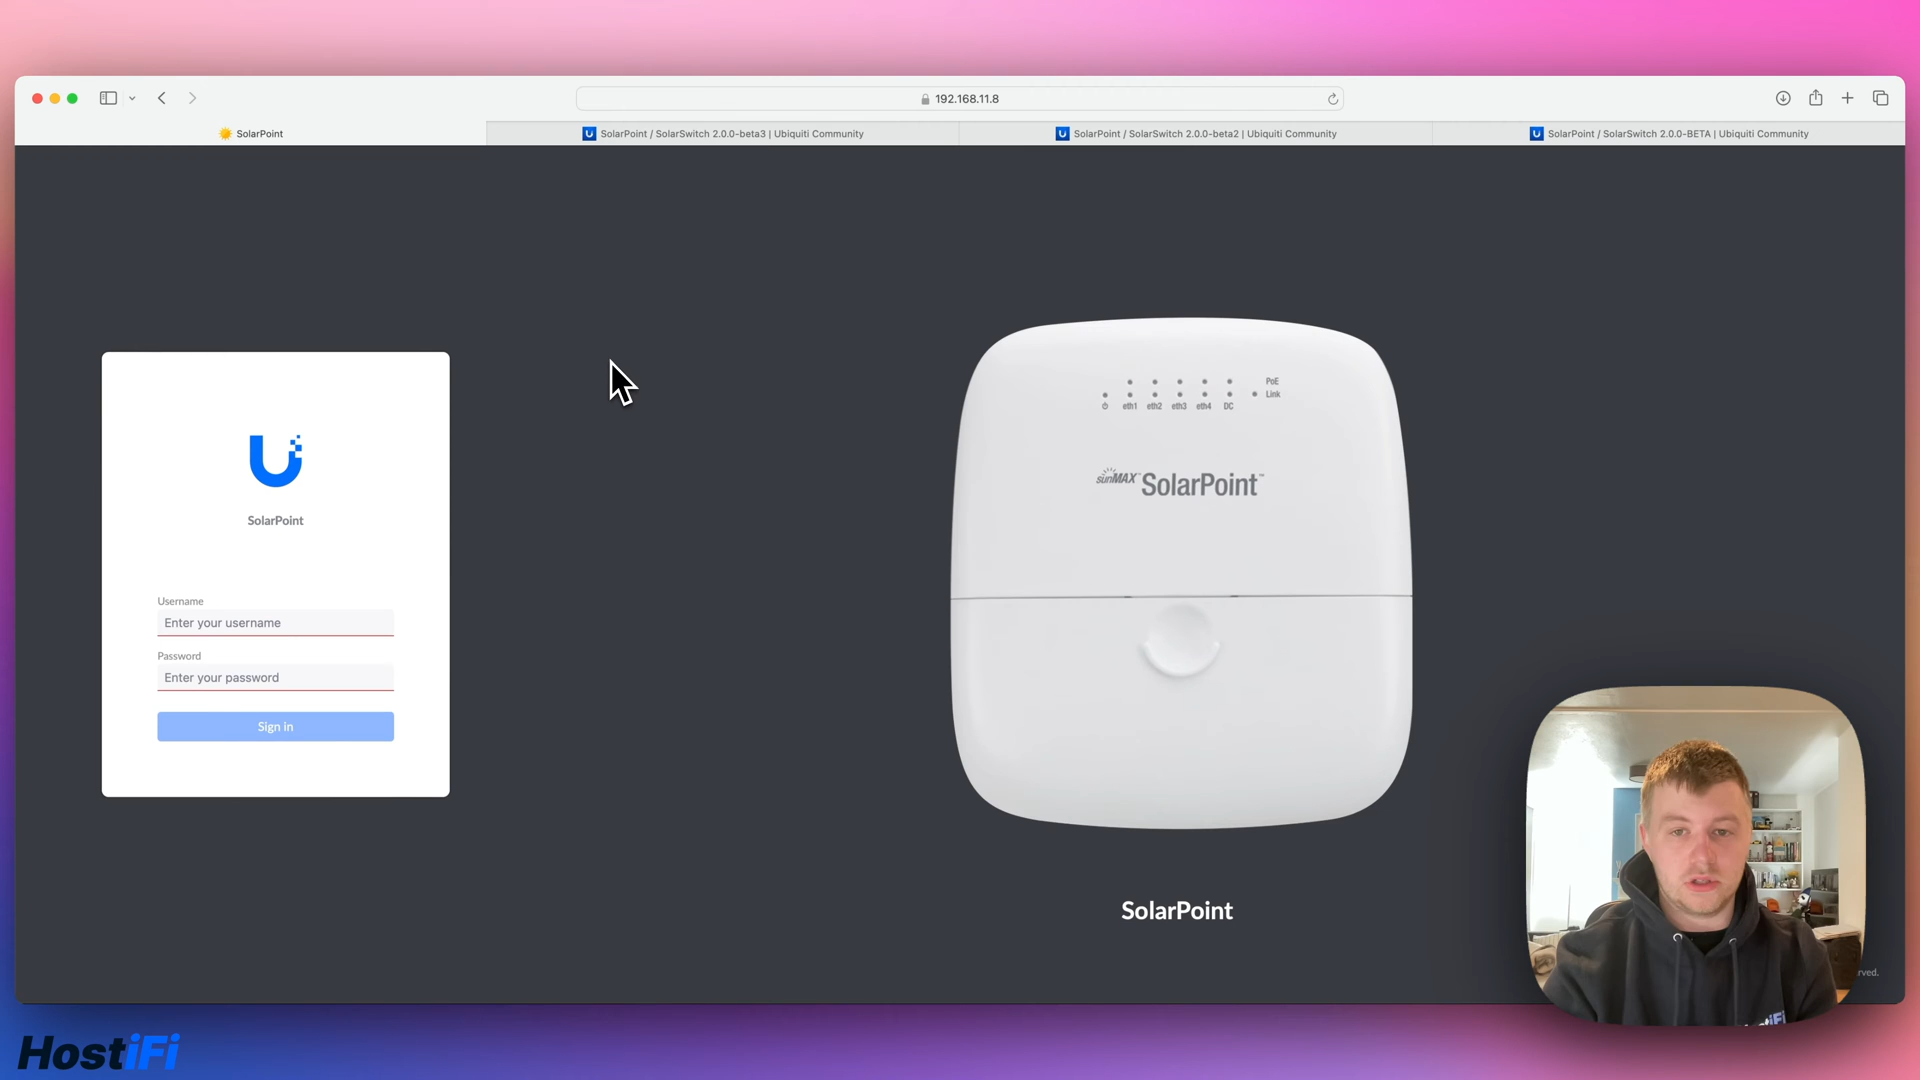 192.168.11.8
SolarPoint
SolarPoint / SolarSwitch 2.0.0-beta3 | Ubiquiti Community
SolarPoint / SolarSwitch 2.0.0-beta2 | Ubiquiti Community
SolarPoint / SolarSwitch 2.0.0-BETA | Ubiquiti Community
PoE
Link
eth1 eth2 eth3 eth4 DC
sunMAX™ SolarPoint™
SolarPoint
Username
Enter your username
Password
Enter your password
Sign in
SolarPoint
rved.
HostiFi